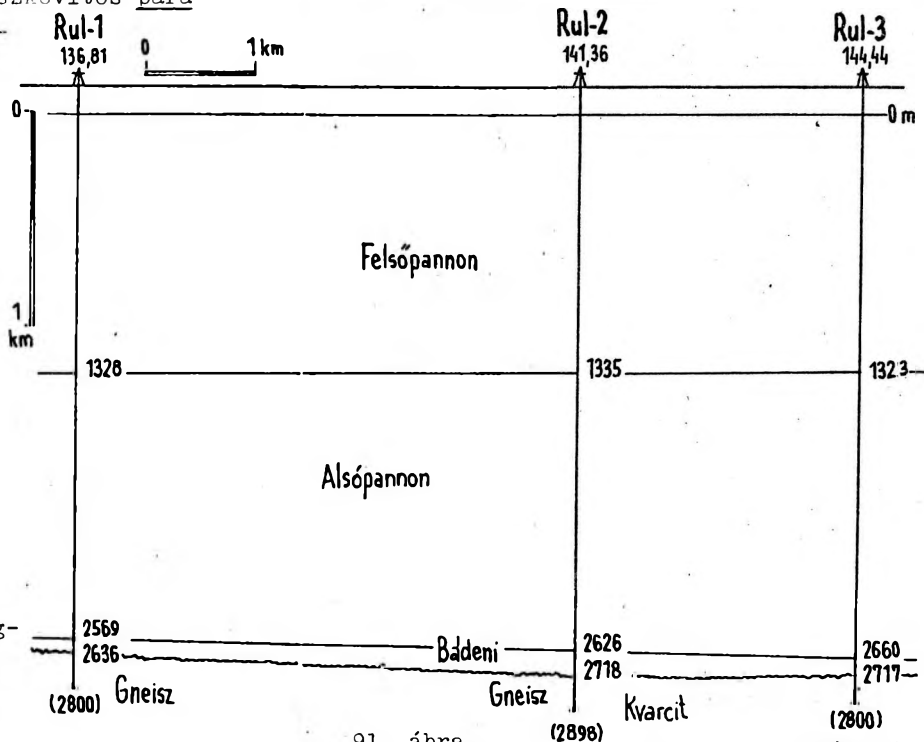 pára
Rul-1
136,81
0 1 km
Rul-2
141,36
Rul-3
144,44
0
0 m
Felsőpannon
1
km
1328
1335
1323
Alsópannon
2569
2636
Bádeni
2626
2718
2660
2717
(2800)
Gneisz
Gneisz
Kvarcit
(2898)
(2800)
91. ábra